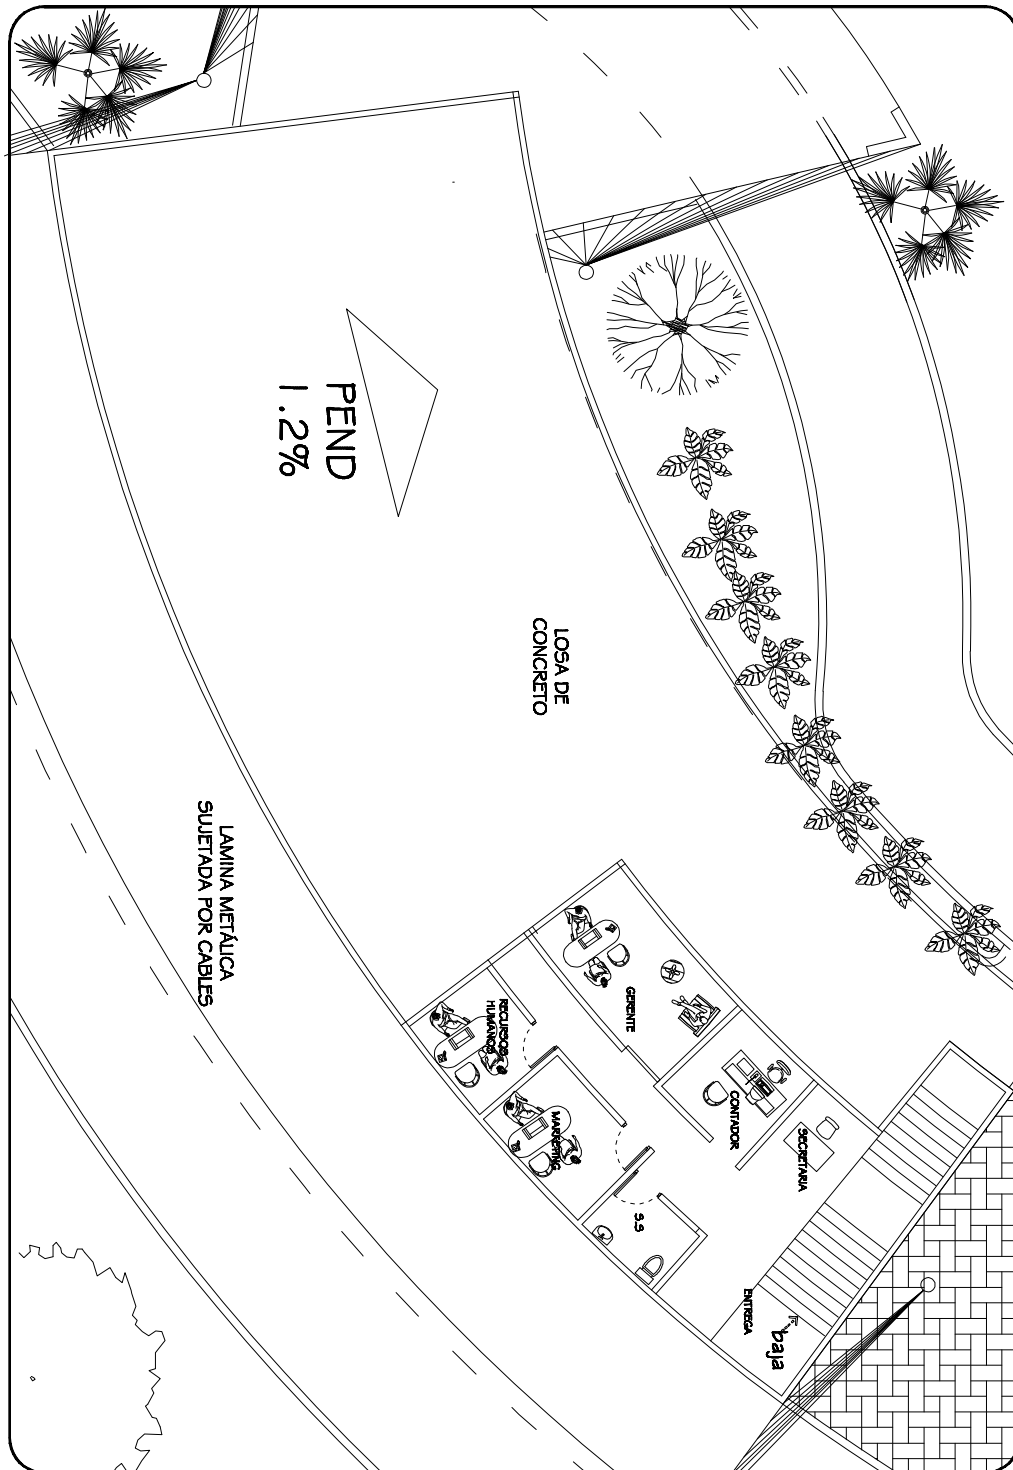 PEND
1.2%
LOSA DE
CONCRETO
LAMINA METÁLICA
SUJETADA POR CABLES
GERENTE
RECURSOS
HUMANOS
CONTADOR
MARKETING
SECRETARIA
S.S
ENTREGA
baja